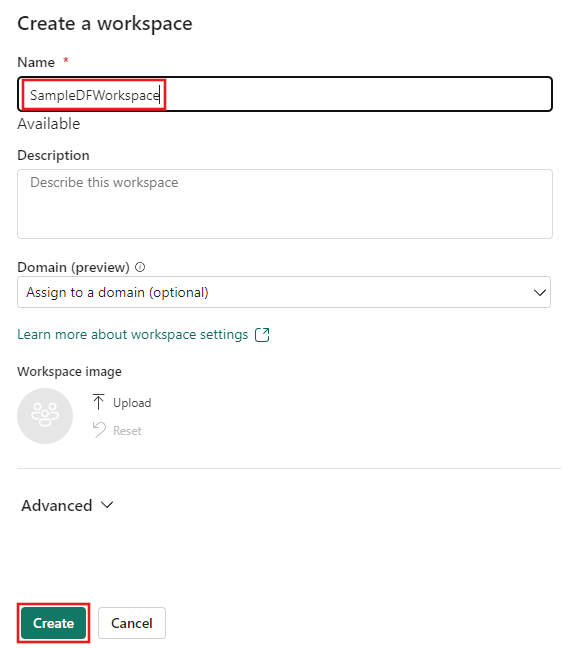 Create a workspace
Name *
SampleDFWorkspace
Available
Description
Describe this workspace
Domain (preview)
Assign to a domain (optional)
Learn more about workspace settings
Workspace image
Upload
Reset
Advanced
Create Cancel